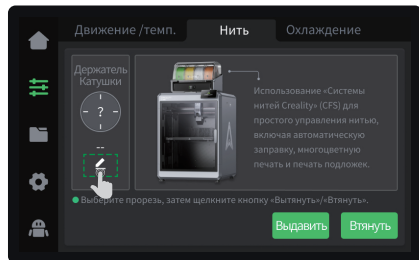 Движение /темп. Нить Охлаждение
Держатель
Катушки
- ? -
--
Использование «Системы
нитей Creality» (CFS) для
простого управления нитью,
включая автоматическую
заправку, многоцветную
печать и печать подложек.
Выберите прорезь, затем щелкните кнопку «Вытянуть»/«Втянуть».
Выдавить Втянуть